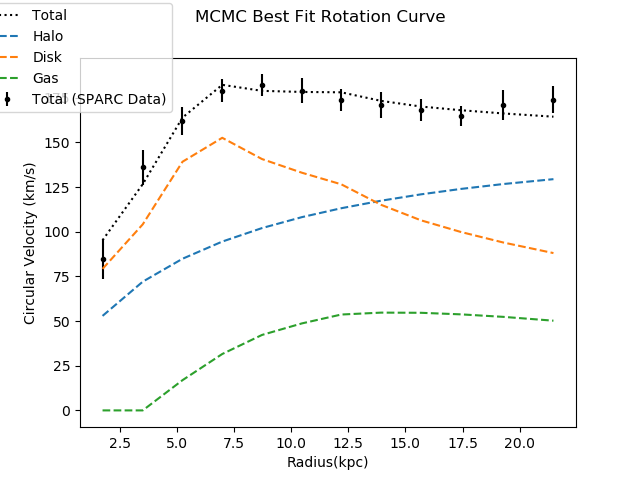 MCMC Best Fit Rotation Curve
Total
Halo
Disk
Gas
Total (SPARC Data)
175
150
125
100
75
50
25
0
Circular Velocity (km/s)
2.5 5.0 7.5 10.0 12.5 15.0 17.5 20.0
Radius(kpc)